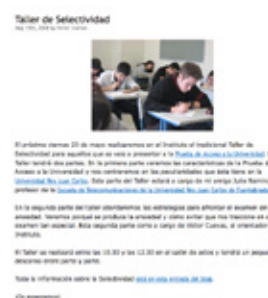 Taller de Selectividad
El próximo viernes 23 de mayo realizaremos en el Instituto el tradicional Taller de
Selectividad para aquellos que se vais a presentar a la Prueba de Acceso a la Universidad.
Taller tendrá dos partes. En la primera parte veremos las características de la Prueba de
Acceso a la Universidad y nos centraremos en las peculiaridades que ésta tiene en la
Universidad Rey Juan Carlos. Esta parte del Taller estará a cargo de mi amigo Julio
profesor de la Escuela de Telecomunicaciones de la Universidad Rey Juan Carlos de Fuenlabrada
En la segunda parte del taller abordaremos las estrategias para afrontar el examen sin
ansiedad. Veremos porqué se produce la ansiedad y cómo evitar que nos traicione en
examen tan especial. Esta segunda parte corre a cargo de Víctor Cuevas, el orientador
Instituto.
El Taller se realizará entre las 10.30 y las 12.30 en el salón de actos y tendrá un pequeño
descanso entre parte y parte.
Toda la información sobre la Selectividad está en esta entrada del blog.
¡Os esperamos!